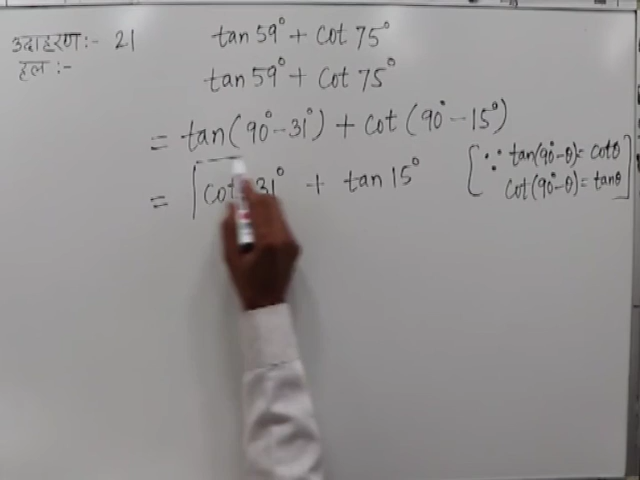 उदाहरण:- 21
tan 59° + cot 75°
हल :-
tan 59° + cot 75°
= tan(90° - 31°) + cot (90° - 15°)
= cot 31° + tan 15° [∵ tan(90°-θ)= cotθ
cot(90°-θ)= tanθ]